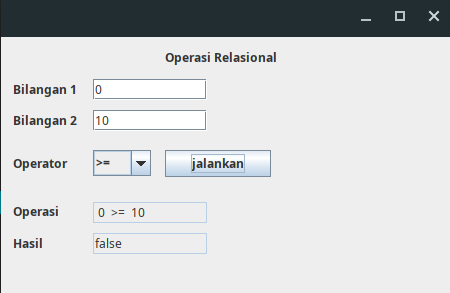 Operasi Relasional
Bilangan 1 0
Bilangan 2 10
Operator >= jalankan
Operasi 0 >= 10
Hasil false